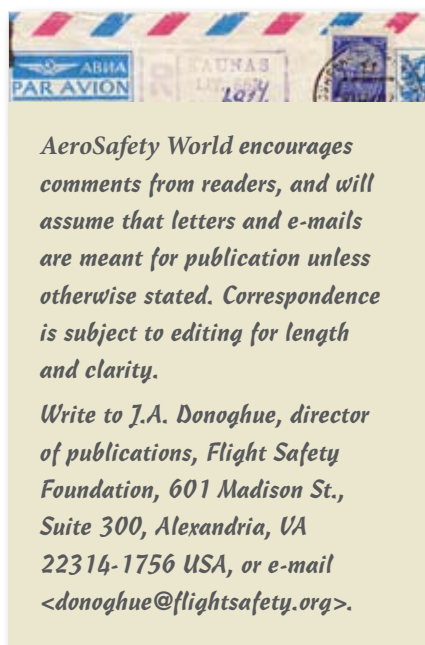 АВИА
PAR AVION
KAUNAS
AeroSafety World encourages
comments from readers, and will
assume that letters and e-mails
are meant for publication unless
otherwise stated. Correspondence
is subject to editing for length
and clarity.
Write to J.A. Donoghue, director
of publications, Flight Safety
Foundation, 601 Madison St.,
Suite 300, Alexandria, VA
22314-1756 USA, or e-mail
<donoghue@flightsafety.org>.